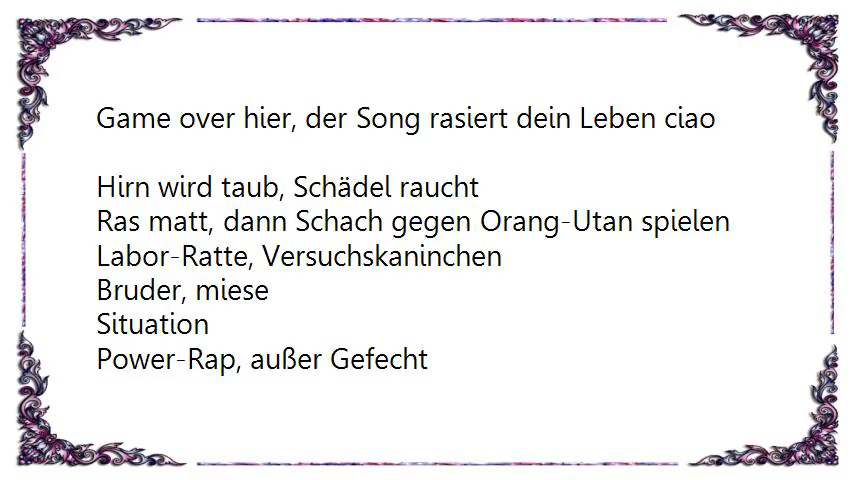 Game over hier, der Song rasiert dein Leben ciao
Hirn wird taub, Schädel raucht
Ras matt, dann Schach gegen Orang-Utan spielen
Labor-Ratte, Versuchskaninchen
Bruder, miese
Situation
Power-Rap, außer Gefecht